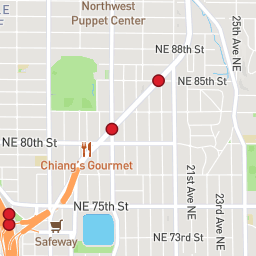 Northwest
Puppet Center
25th Ave NE
NE 88th St
NE 85th St
NE 80th St
Chiang's Gourmet
21st Ave NE
23rd Ave NE
NE 75th St
Safeway
NE 73rd St